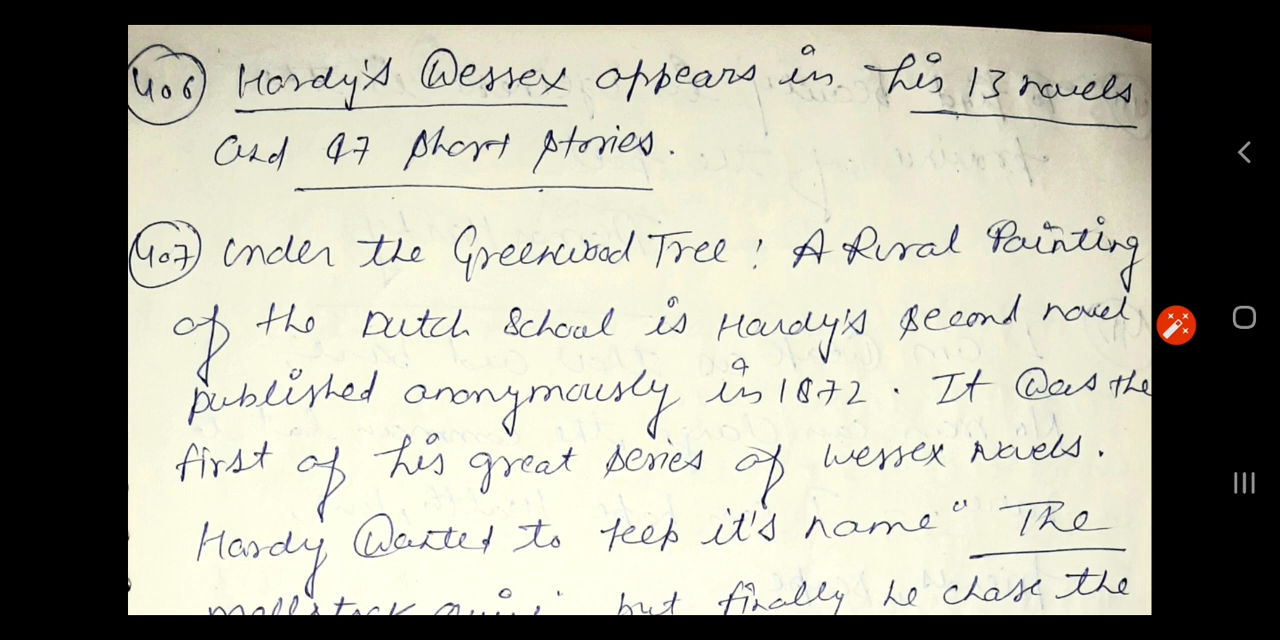 406 Hardy's Wessex appears in his 13 novels
and 47 short stories.
407 Under the Greenwood Tree: A Rural Painting
of the Dutch School is Hardy's second novel
published anonymously in 1872. It was the
first of his great series of Wessex novels.
Hardy wanted to keep it's name "The
but finally he chose the